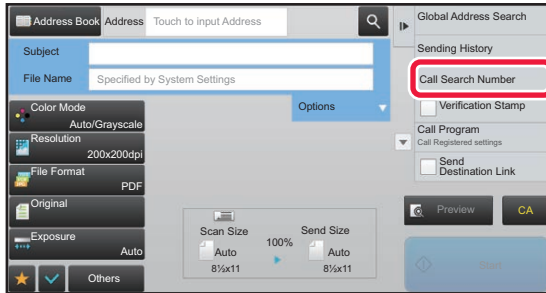 Address Book Address Touch to input Address
Subject
File Name Specified by System Settings
Options
Color Mode
Auto/Grayscale
Resolution
200x200dpi
File Format
PDF
Original
Exposure
Auto
Others
Scan Size
Auto
8½x11
100%
Send Size
Auto
8½x11
Global Address Search
Sending History
Call Search Number
Verification Stamp
Call Program
Call Registered settings
Send
Destination Link
Preview
CA
Start